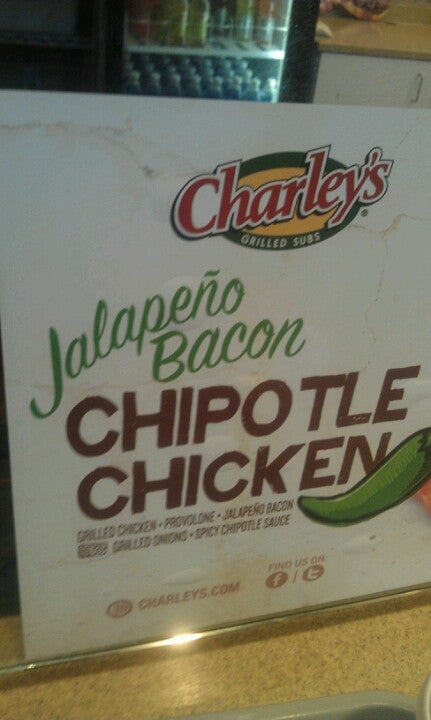 Charley's
GRILLED SUBS
Jalapeño
Bacon
CHIPOTLE
CHICKEN
GRILLED CHICKEN • PROVOLONE • JALAPEÑO BACON
GRILLED ONIONS • SPICY CHIPOTLE SAUCE
FIND US ON:
f / t
CHARLEYS.COM